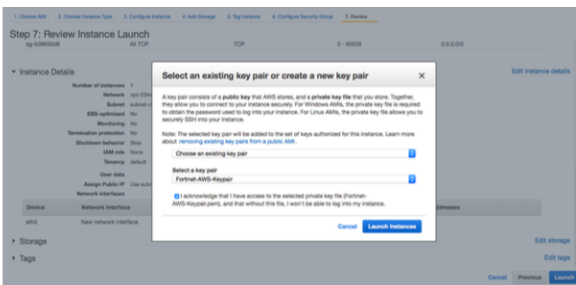 1. Choose AMI 2. Choose Instance Type 3. Configure Instance 4. Add Storage 5. Tag Instance 6. Configure Security Group 7. Review
Step 7: Review Instance Launch
All TCP TCP 0 - 65535 0.0.0.0/0
Instance Details Edit instance details
Number of instances 1
Network
Subnet
EBS-optimized No
Monitoring No
Termination protection No
Shutdown behavior Stop
IAM role None
Tenancy default
User data
Assign Public IP
Network interfaces
Device Network Interface
eth0 New network interface
Storage Edit storage
Tags Edit tags
Cancel Previous Launch
Select an existing key pair or create a new key pair ×
A key pair consists of a public key that AWS stores, and a private key file that you store. Together,
they allow you to connect to your instance securely. For Windows AMIs, the private key file is required
to obtain the password used to log into your instance. For Linux AMIs, the private key file allows you to
securely SSH into your instance.
Note: The selected key pair will be added to the set of keys authorized for this instance. Learn more
about removing existing keys from a public AMI.
Choose an existing key pair
Select a key pair
Fortinet-AWS-Keypair
I acknowledge that I have access to the selected private key file (Fortinet-
AWS-Keypair.pem), and that without this file, I won't be able to log into my instance.
Cancel Launch Instances